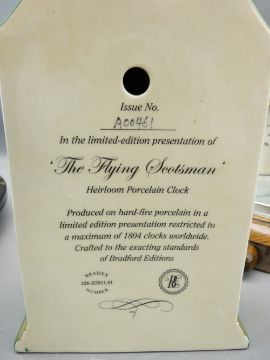 Issue No.
A00461
In the limited-edition presentation of
'The Flying Scotsman'
Heirloom Porcelain Clock
Produced on hard-fire porcelain in a
limited edition presentation restricted to
a maximum of 1804 clocks worldwide.
Crafted to the exacting standards
of Bradford Editions
BRADEX
NUMBER